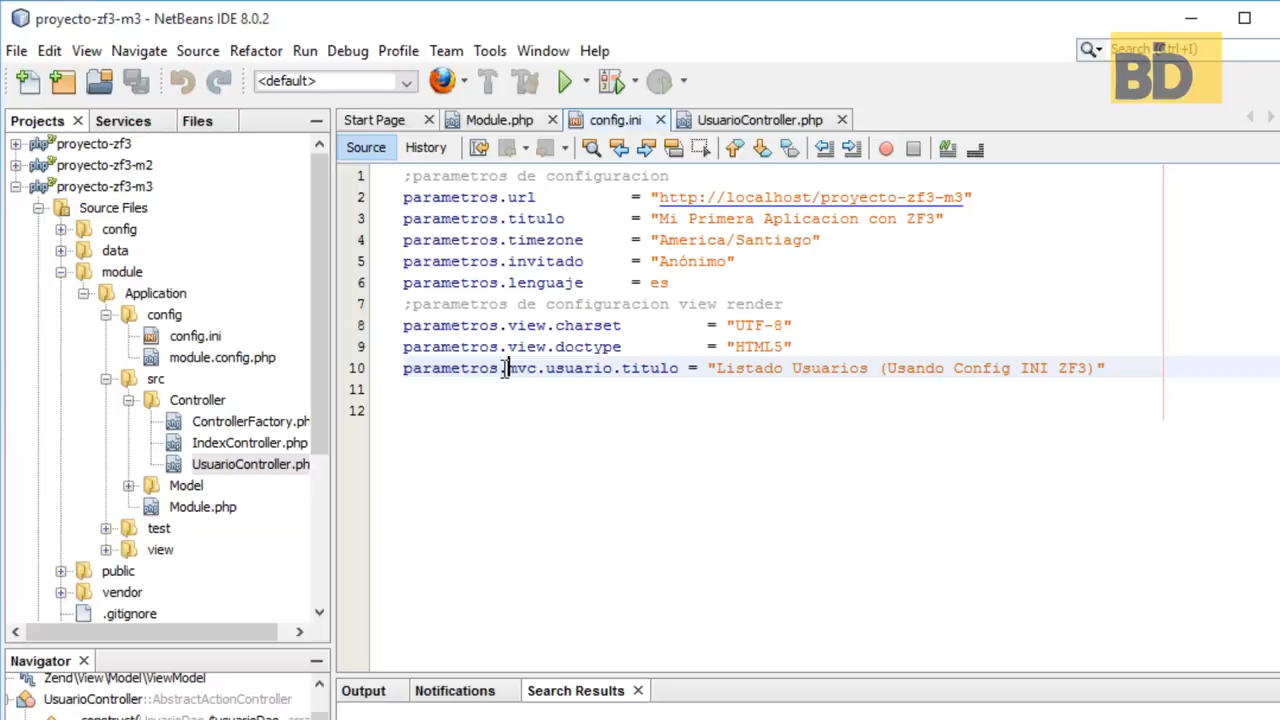 proyecto-zf3-m3 - NetBeans IDE 8.0.2
File Edit View Navigate Source Refactor Run Debug Profile Team Tools Window Help
Search (Ctrl+I)
BD
<default>
Projects Services Files
Start Page Module.php config.ini UsuarioController.php
Source History
proyecto-zf3
proyecto-zf3-m2
proyecto-zf3-m3
Source Files
config
data
module
Application
config
config.ini
module.config.php
src
Controller
ControllerFactory.ph
IndexController.php
UsuarioController.ph
Model
Module.php
test
view
public
vendor
.gitignore
1 ;parametros de configuracion
2 parametros.url = "http://localhost/proyecto-zf3-m3"
3 parametros.titulo = "Mi Primera Aplicacion con ZF3"
4 parametros.timezone = "America/Santiago"
5 parametros.invitado = "Anónimo"
6 parametros.lenguaje = es
7 ;parametros de configuracion view render
8 parametros.view.charset = "UTF-8"
9 parametros.view.doctype = "HTML5"
10 parametros.mvc.usuario.titulo = "Listado Usuarios (Usando Config INI ZF3)"
11
12
Navigator
Zend\View\Model\ViewModel
UsuarioController::AbstractActionController
Output Notifications Search Results